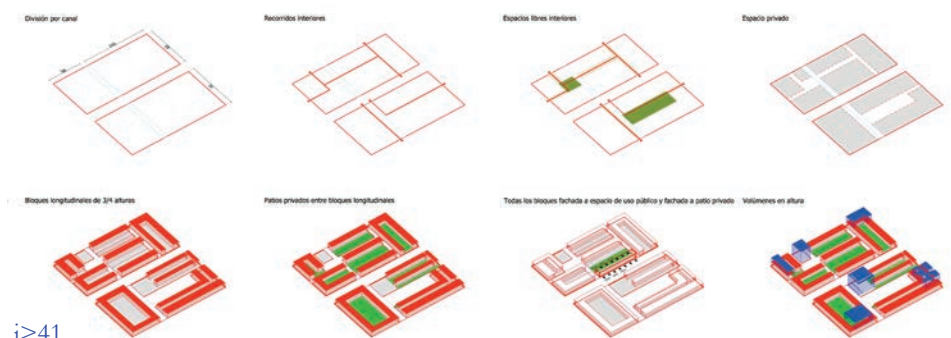 División por canal
Recorridos interiores
Espacios libres interiores
Espacio privado
Bloques longitudinales de 3/4 alturas
Patios privados entre bloques longitudinales
Todas los bloques fachada a espacio de uso público y fachada a patio privado
Volúmenes en altura
i>41